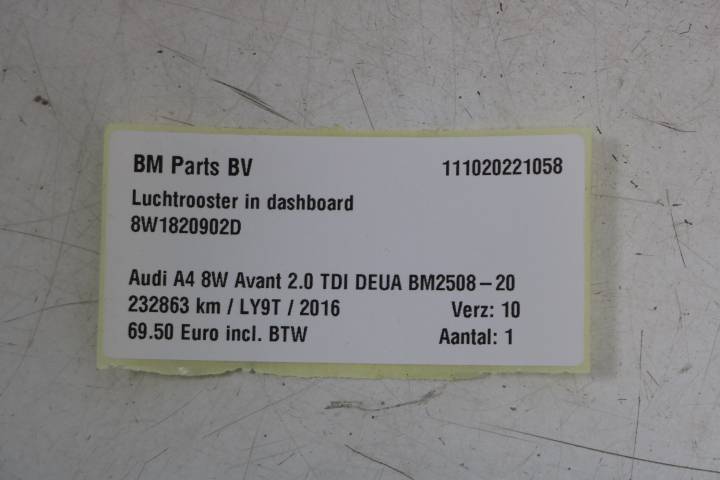 BM Parts BV 111020221058
Luchtrooster in dashboard
8W1820902D
Audi A4 8W Avant 2.0 TDI DEUA BM2508-20
232863 km / LY9T / 2016 Verz: 10
69.50 Euro incl. BTW Aantal: 1